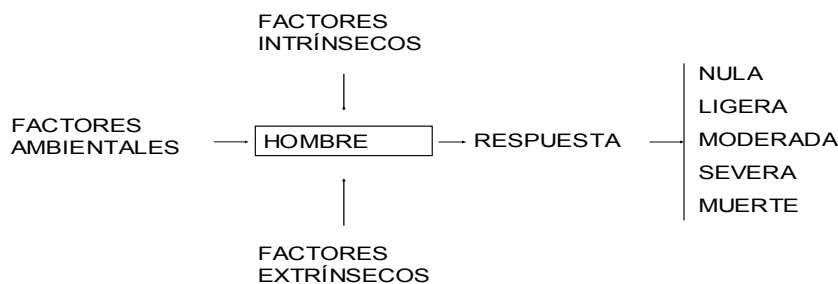 FACTORES
INTRÍNSECOS
FACTORES
AMBIENTALES
HOMBRE
RESPUESTA
NULA
LIGERA
MODERADA
SEVERA
MUERTE
FACTORES
EXTRÍNSECOS